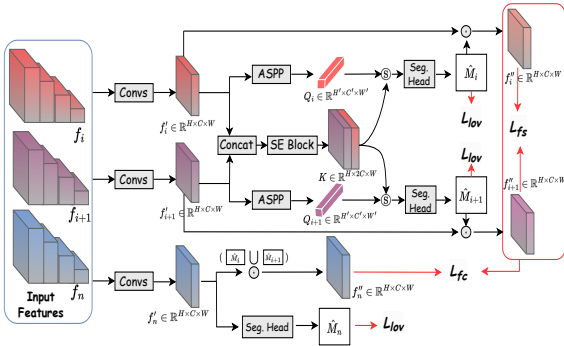 f_i
Convs
f'_i ∈ ℝ^{H×C×W}
ASPP
Q_i ∈ ℝ^{H'×C'×W'}
§
Seg. Head
M̂_i
L_lov
f''_i ∈ ℝ^{H×C×W}
L_fs
Concat
SE Block
K ∈ ℝ^{H×2C×W}
f_{i+1}
Convs
f'_{i+1} ∈ ℝ^{H×C×W}
ASPP
Q_{i+1} ∈ ℝ^{H'×C'×W'}
§
Seg. Head
M̂_{i+1}
L_lov
f''_{i+1} ∈ ℝ^{H×C×W}
f_n
Input Features
Convs
f'_n ∈ ℝ^{H×C×W}
( M̂_i ⋃ M̂_{i+1} )
f''_n ∈ ℝ^{H×C×W}
L_fc
Seg. Head
M̂_n
L_lov